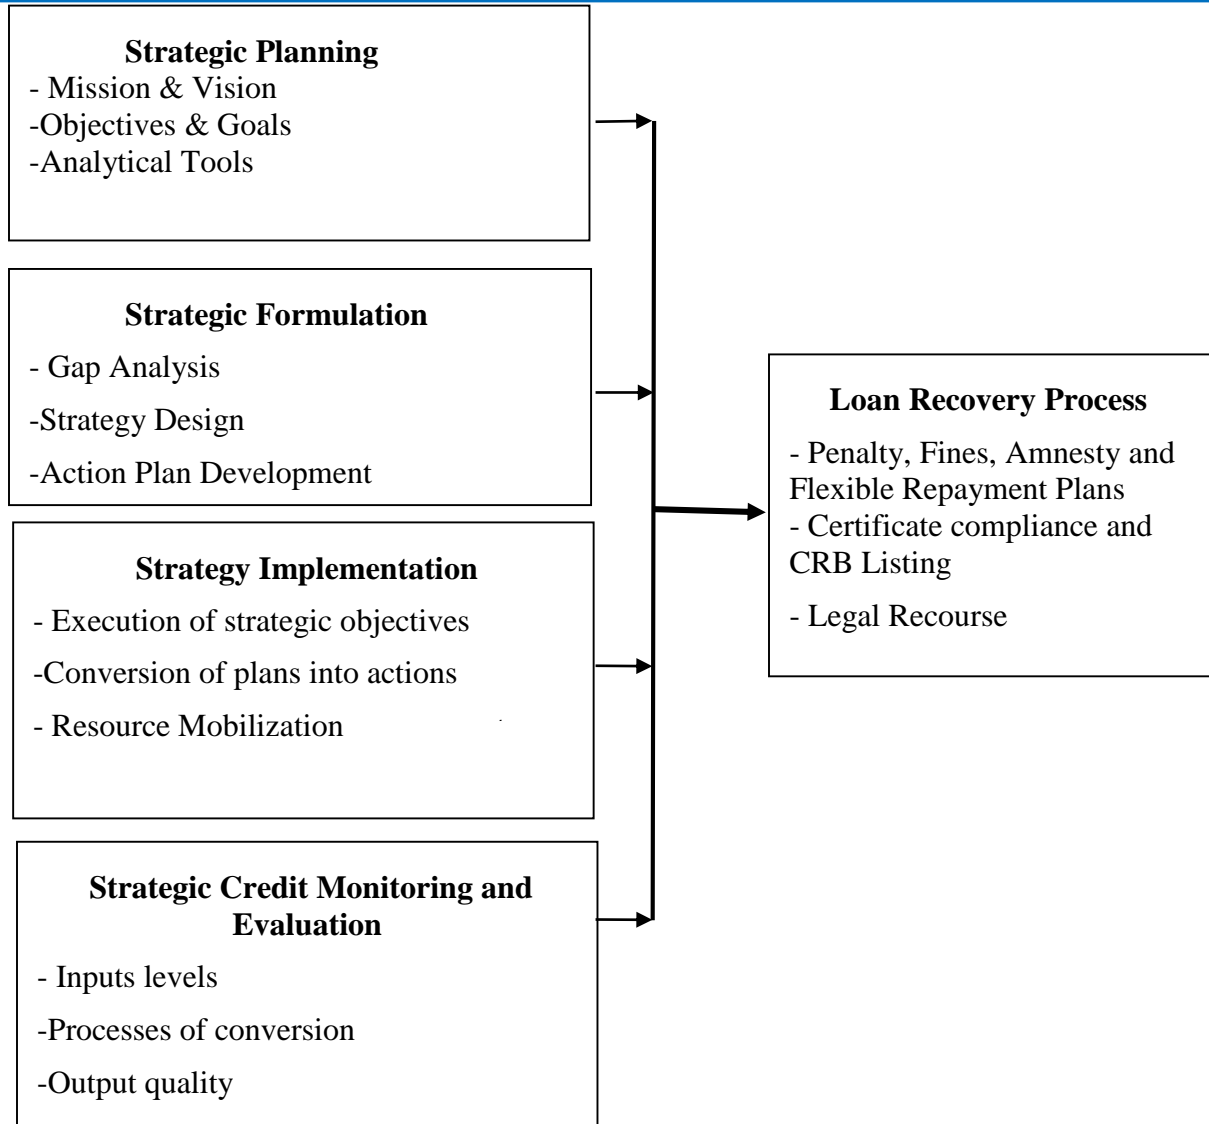 Strategic Planning
- Mission & Vision
-Objectives & Goals
-Analytical Tools
Strategic Formulation
- Gap Analysis
-Strategy Design
-Action Plan Development
Strategy Implementation
- Execution of strategic objectives
-Conversion of plans into actions
- Resource Mobilization
Strategic Credit Monitoring and
Evaluation
- Inputs levels
-Processes of conversion
-Output quality
Loan Recovery Process
- Penalty, Fines, Amnesty and
Flexible Repayment Plans
- Certificate compliance and
CRB Listing
- Legal Recourse